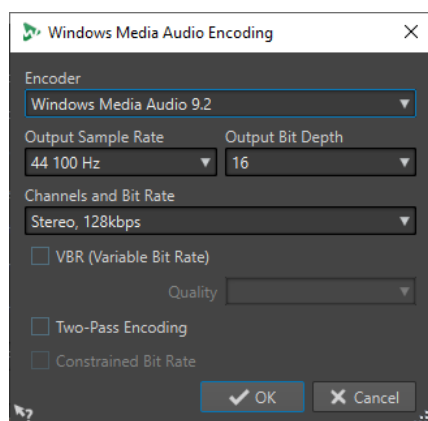 Windows Media Audio Encoding
Encoder
Windows Media Audio 9.2
Output Sample Rate Output Bit Depth
44 100 Hz 16
Channels and Bit Rate
Stereo, 128kbps
VBR (Variable Bit Rate)
Quality
Two-Pass Encoding
Constrained Bit Rate
OK Cancel
?